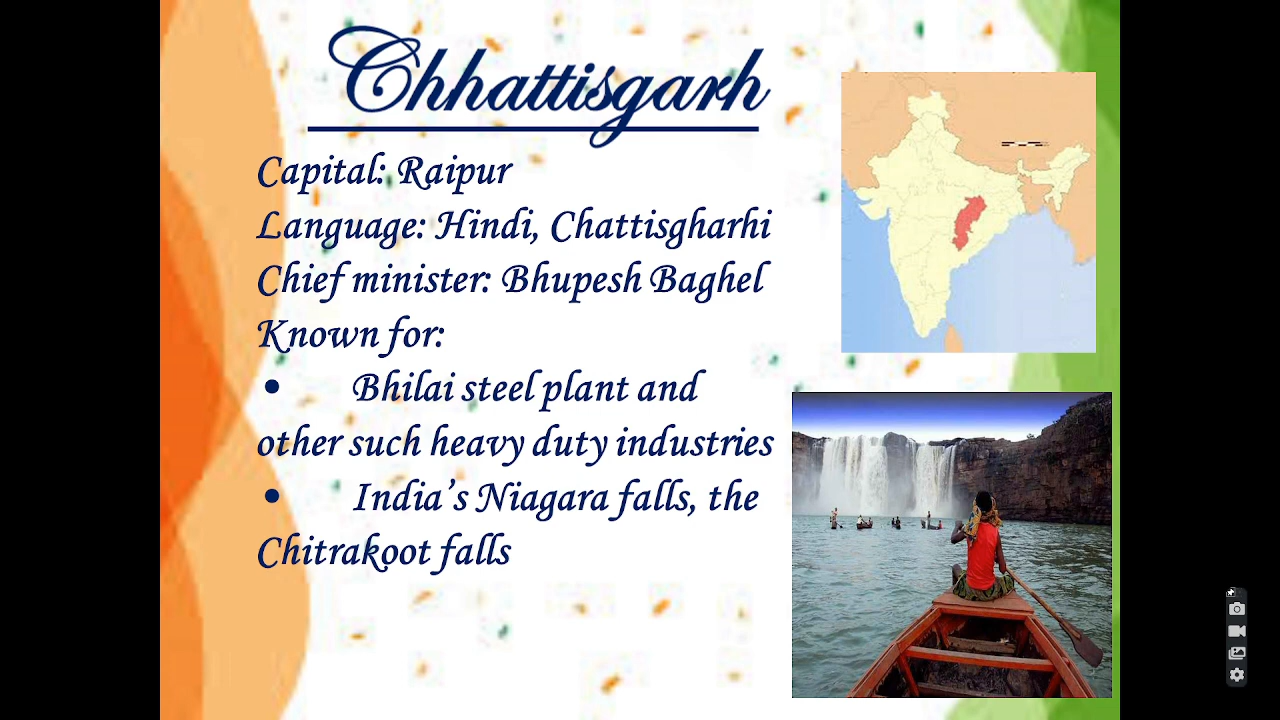 Chhattisgarh
Capital: Raipur
Language: Hindi, Chattisgharhi
Chief minister: Bhupesh Baghel
Known for:
• Bhilai steel plant and
other such heavy duty industries
• India’s Niagara falls, the
Chitrakoot falls